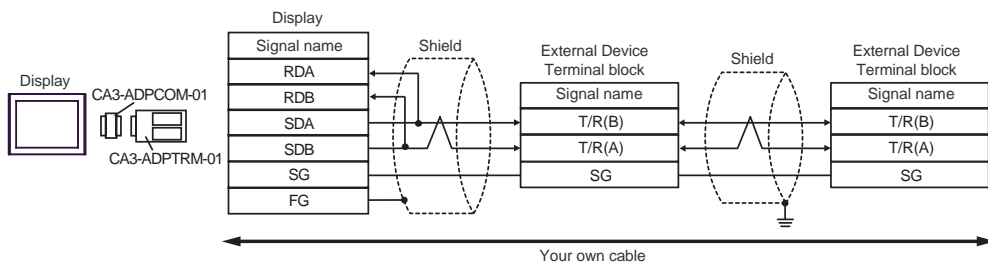 Display
CA3-ADPCOM-01
CA3-ADPTRM-01
Display
Signal name
RDA
RDB
SDA
SDB
SG
FG
Shield
External Device
Terminal block
Signal name
T/R(B)
T/R(A)
SG
Shield
External Device
Terminal block
Signal name
T/R(B)
T/R(A)
SG
Your own cable